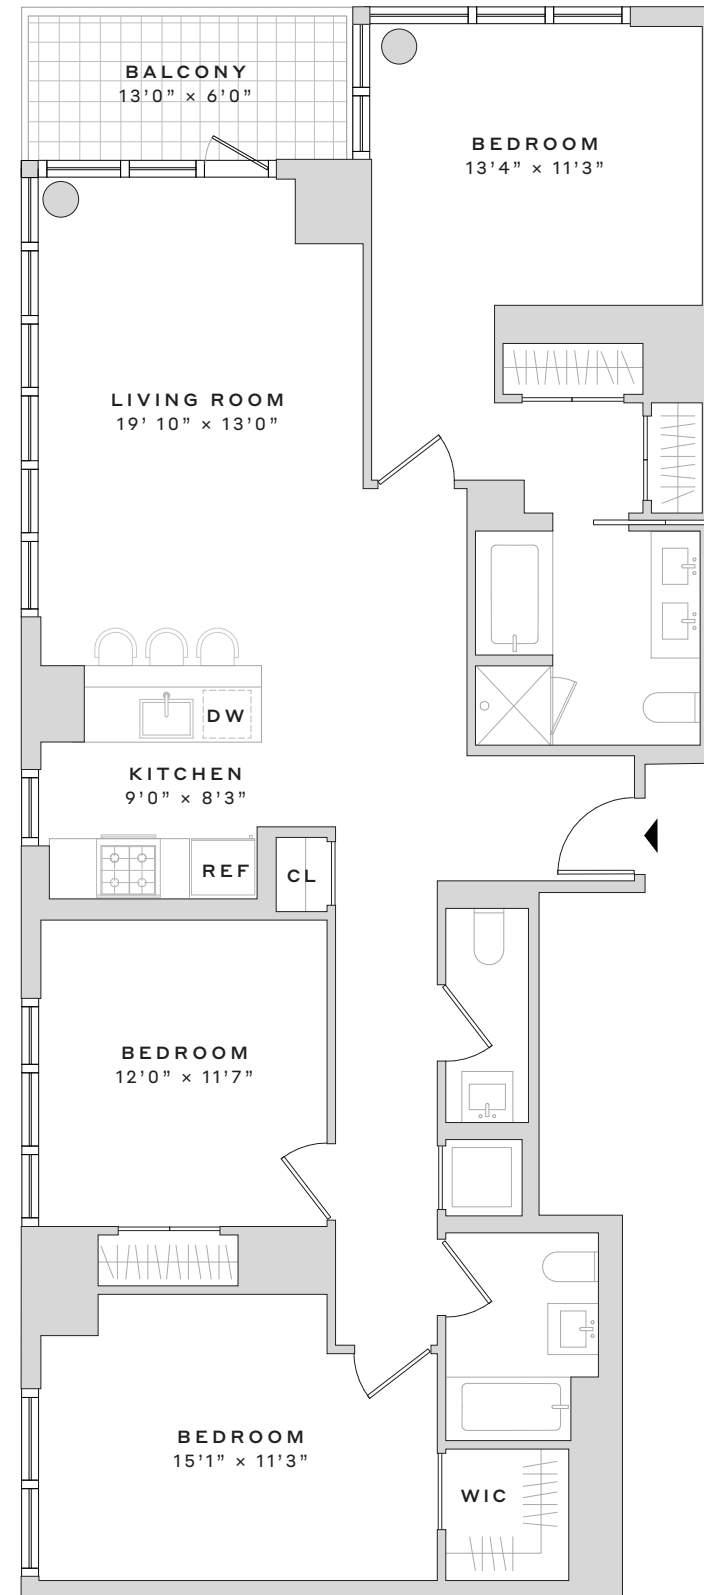 BALCONY
13’0” × 6’0”
BEDROOM
13’4” × 11’3”
LIVING ROOM
19’ 10” × 13’0”
DW
KITCHEN
9’0” × 8’3”
REF
CL
BEDROOM
12’0” × 11’7”
BEDROOM
15’1” × 11’3”
WIC